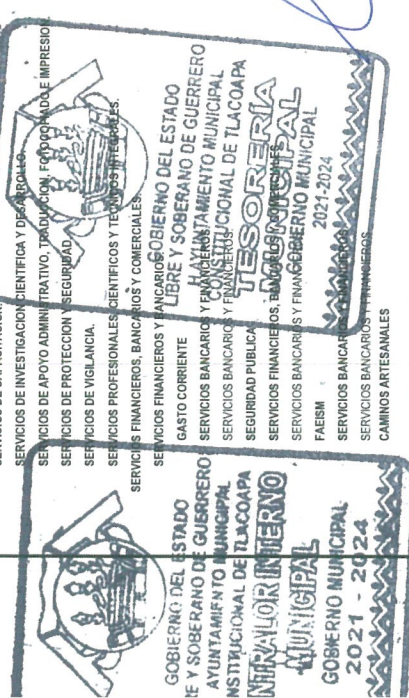 SERVICIOS DE INVESTIGACION CIENTIFICA Y DESARROLLO.
SERVICIOS DE APOYO ADMINISTRATIVO, TRADUCCION, FOTOCOPIADO E IMPRESION.
SERVICIOS DE PROTECCION Y SEGURIDAD.
SERVICIOS DE VIGILANCIA.
SERVICIOS PROFESIONALES, CIENTIFICOS Y TECNICOS INTEGRALES.
SERVICIOS FINANCIEROS, BANCARIOS Y COMERCIALES.
SERVICIOS FINANCIEROS Y BANCARIOS.
GASTO CORRIENTE
SERVICIOS BANCARIOS Y FINANCIEROS.
SERVICIOS BANCARIOS Y FINANCIEROS.
SEGURIDAD PUBLICA
SERVICIOS FINANCIEROS, BANCARIOS Y COMERCIALES.
SERVICIOS BANCARIOS Y FINANCIEROS
FAEISM
SERVICIOS BANCARIOS Y FINANCIEROS
SERVICIOS BANCARIOS Y FINANCIEROS
CAMINOS ARTESANALES
GOBIERNO DEL ESTADO
RE Y SOBERANO DE GUERRERO
AYUNTAMIENTO MUNICIPAL
NSTITUCIONAL DE TLACOAPA
NTRALOR INTERNO
MUNICIPAL
GOBIERNO MUNICIPAL
2021 - 2024
GOBIERNO DEL ESTADO
LIBRE Y SOBERANO DE GUERRERO
H.AYUNTAMIENTO MUNICIPAL
CONSTITUCIONAL DE TLACOAPA
TESORERÍA
MUNICIPAL
GOBIERNO MUNICIPAL
2021-2024